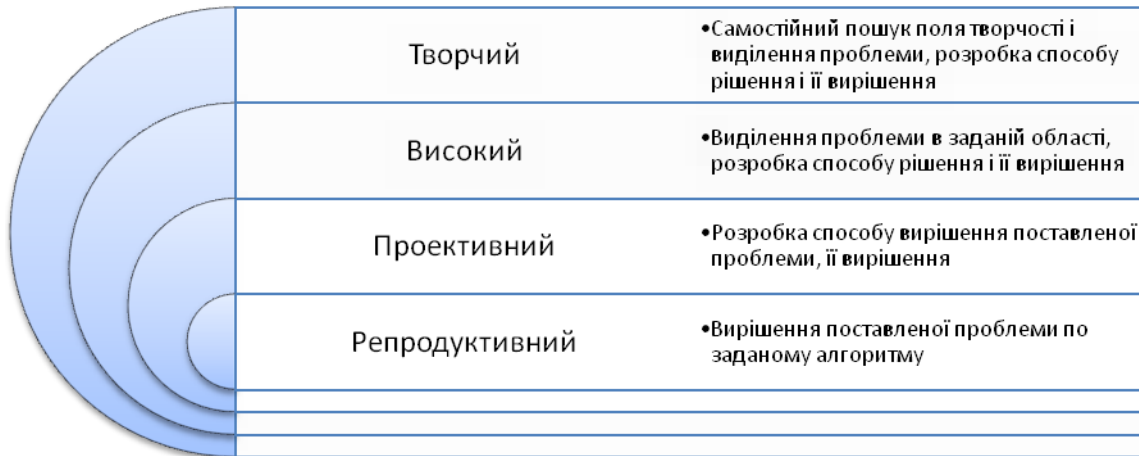 Творчий
•Самостійний пошук поля творчості і
виділення проблеми, розробка способу
рішення і її вирішення
Високий
•Виділення проблеми в заданій області,
розробка способу рішення і її вирішення
Проективний
•Розробка способу вирішення поставленої
проблеми, її вирішення
Репродуктивний
•Вирішення поставленої проблеми по
заданому алгоритму